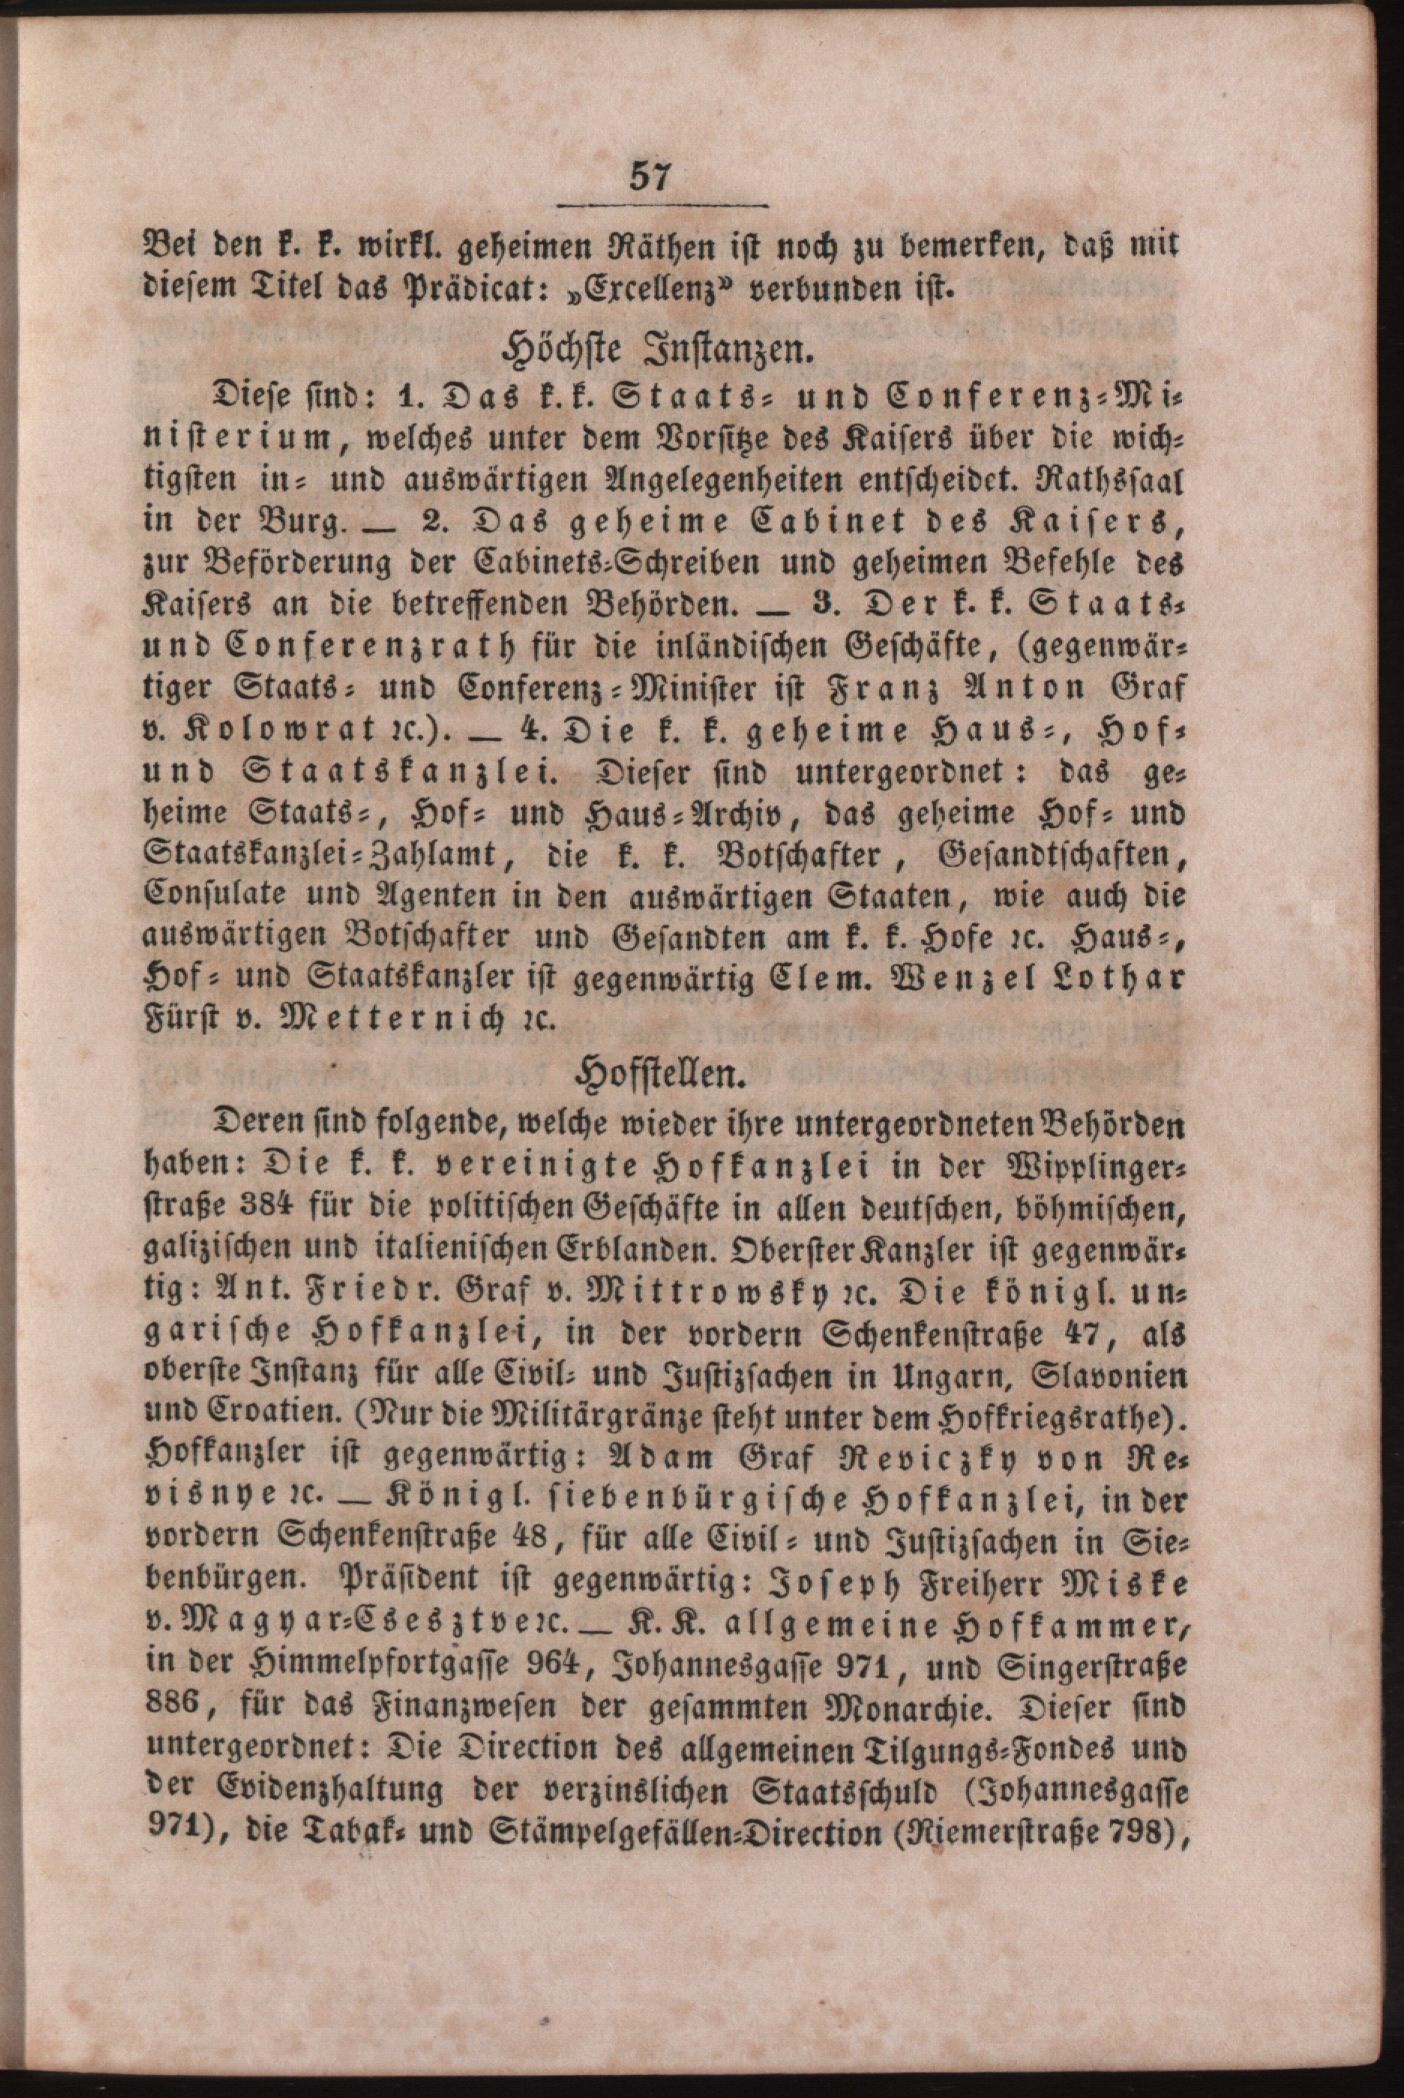 57
Bei den k. k. wirkl. geheimen Räthen ist noch zu bemerken, daß mit
diesem Titel das Prädicat: „Excellenz” verbunden ist.
Höchste Instanzen.
Diese sind: 1. Das k. k. Staats- und Conferenz-Mi-
nisterium, welches unter dem Vorsitze des Kaisers über die wich-
tigsten in- und auswärtigen Angelegenheiten entscheidet. Rathssaal
in der Burg. — 2. Das geheime Cabinet des Kaisers,
zur Beförderung der Cabinets-Schreiben und geheimen Befehle des
Kaisers an die betreffenden Behörden. — 3. Der k. k. Staats-
und Conferenzrath für die inländischen Geschäfte, (gegenwär-
tiger Staats- und Conferenz-Minister ist Franz Anton Graf
v. Kolowrat ꝛc.). — 4. Die k. k. geheime Haus-, Hof-
und Staatskanzlei. Dieser sind untergeordnet: das ge-
heime Staats-, Hof- und Haus-Archiv, das geheime Hof- und
Staatskanzlei-Zahlamt, die k. k. Botschafter, Gesandtschaften,
Consulate und Agenten in den auswärtigen Staaten, wie auch die
auswärtigen Botschafter und Gesandten am k. k. Hofe ꝛc. Haus-,
Hof- und Staatskanzler ist gegenwärtig Clem. Wenzel Lothar
Fürst v. Metternich ꝛc.
Hofstellen.
Deren sind folgende, welche wieder ihre untergeordneten Behörden
haben: Die k. k. vereinigte Hofkanzlei in der Wipplinger-
straße 384 für die politischen Geschäfte in allen deutschen, böhmischen,
galizischen und italienischen Erblanden. Oberster Kanzler ist gegenwär-
tig: Ant. Friedr. Graf v. Mittrowsky ꝛc. Die königl. un-
garische Hofkanzlei, in der vordern Schenkenstraße 47, als
oberste Instanz für alle Civil- und Justizsachen in Ungarn, Slavonien
und Croatien. (Nur die Militärgränze steht unter dem Hofkriegsrathe).
Hofkanzler ist gegenwärtig: Adam Graf Reviczky von Re-
visnye ꝛc. — Königl. siebenbürgische Hofkanzlei, in der
vordern Schenkenstraße 48, für alle Civil- und Justizsachen in Sie-
benbürgen. Präsident ist gegenwärtig: Joseph Freiherr Miske
v. Magyar-Csesztve ꝛc. — K. K. allgemeine Hofkammer,
in der Himmelpfortgasse 964, Johannesgasse 971, und Singerstraße
886, für das Finanzwesen der gesammten Monarchie. Dieser sind
untergeordnet: Die Direction des allgemeinen Tilgungs-Fondes und
der Evidenzhaltung der verzinslichen Staatsschuld (Johannesgasse
971), die Tabak- und Stämpelgefällen-Direction (Riemerstraße 798),